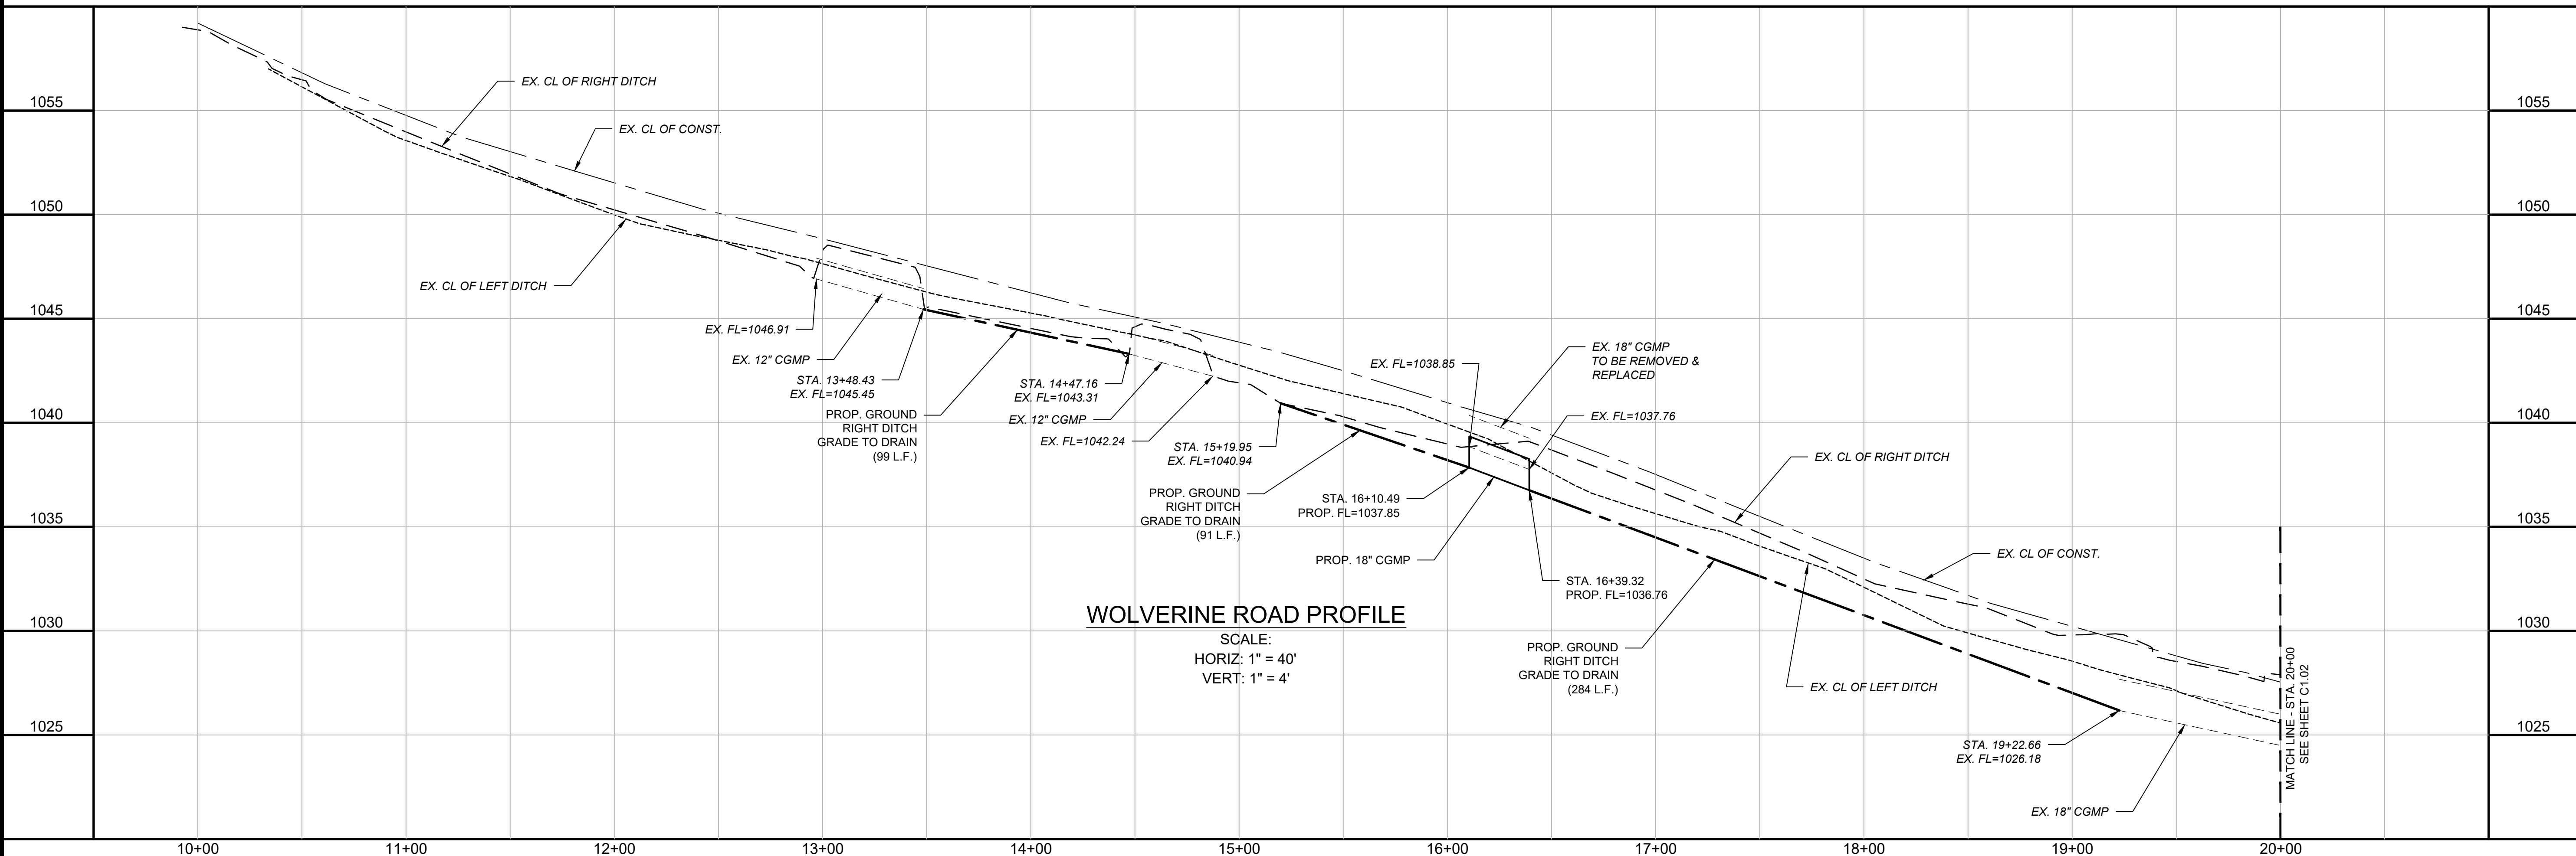 1055
1050
1045
1040
1035
1030
1025
EX. CL OF RIGHT DITCH
EX. CL OF CONST.
EX. CL OF LEFT DITCH
EX. FL=1046.91
EX. 12" CGMP
STA. 13+48.43
EX. FL=1045.45
PROP. GROUND
RIGHT DITCH
GRADE TO DRAIN
(99 L.F.)
STA. 14+47.16
EX. FL=1043.31
EX. 12" CGMP
EX. FL=1042.24
STA. 15+19.95
EX. FL=1040.94
PROP. GROUND
RIGHT DITCH
GRADE TO DRAIN
(91 L.F.)
EX. FL=1038.85
EX. 18" CGMP
TO BE REMOVED &
REPLACED
EX. FL=1037.76
STA. 16+10.49
PROP. FL=1037.85
PROP. 18" CGMP
STA. 16+39.32
PROP. FL=1036.76
EX. CL OF RIGHT DITCH
EX. CL OF CONST.
PROP. GROUND
RIGHT DITCH
GRADE TO DRAIN
(284 L.F.)
EX. CL OF LEFT DITCH
STA. 19+22.66
EX. FL=1026.18
EX. 18" CGMP
MATCH LINE - STA. 20+00
SEE SHEET C1.02
WOLVERINE ROAD PROFILE
SCALE:
HORIZ: 1" = 40'
VERT: 1" = 4'
1055
1050
1045
1040
1035
1030
1025
10+00
11+00
12+00
13+00
14+00
15+00
16+00
17+00
18+00
19+00
20+00